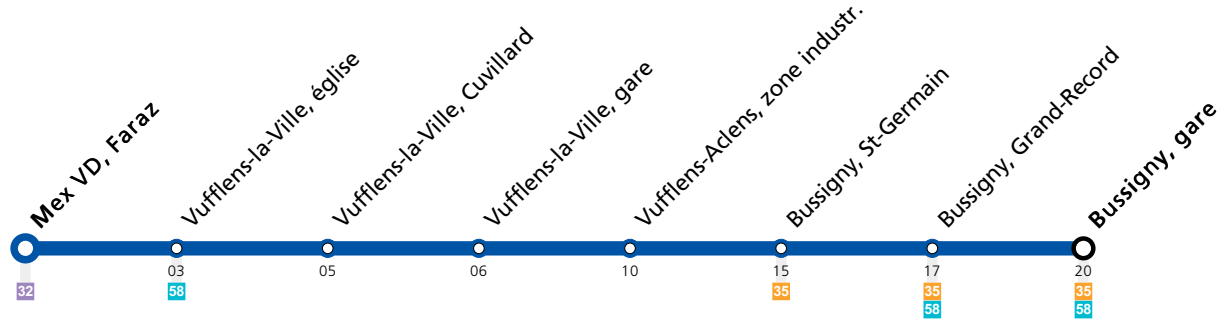 Mex VD, Faraz
Vufflens-la-Ville, église
Vufflens-la-Ville, Cuvillard
Vufflens-la-Ville, gare
Vufflens-Aclens, zone industr.
Bussigny, St-Germain
Bussigny, Grand-Record
Bussigny, gare
03 05 06 10 15 17 20
32 58 35 35 35
58 58